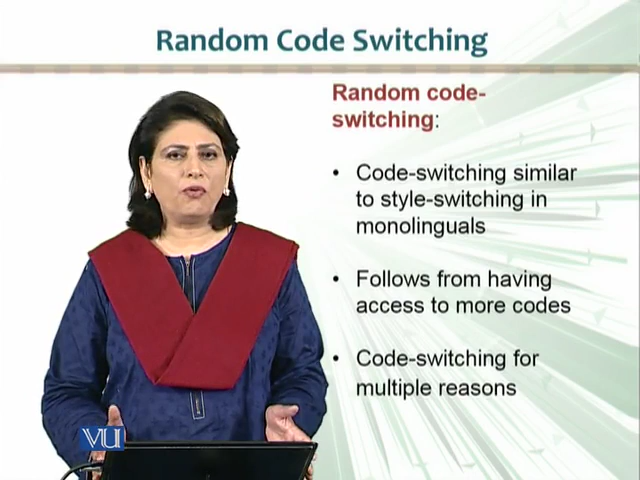 Random Code Switching
Random code-
switching:
• Code-switching similar
to style-switching in
monolinguals
• Follows from having
access to more codes
• Code-switching for
multiple reasons
VU